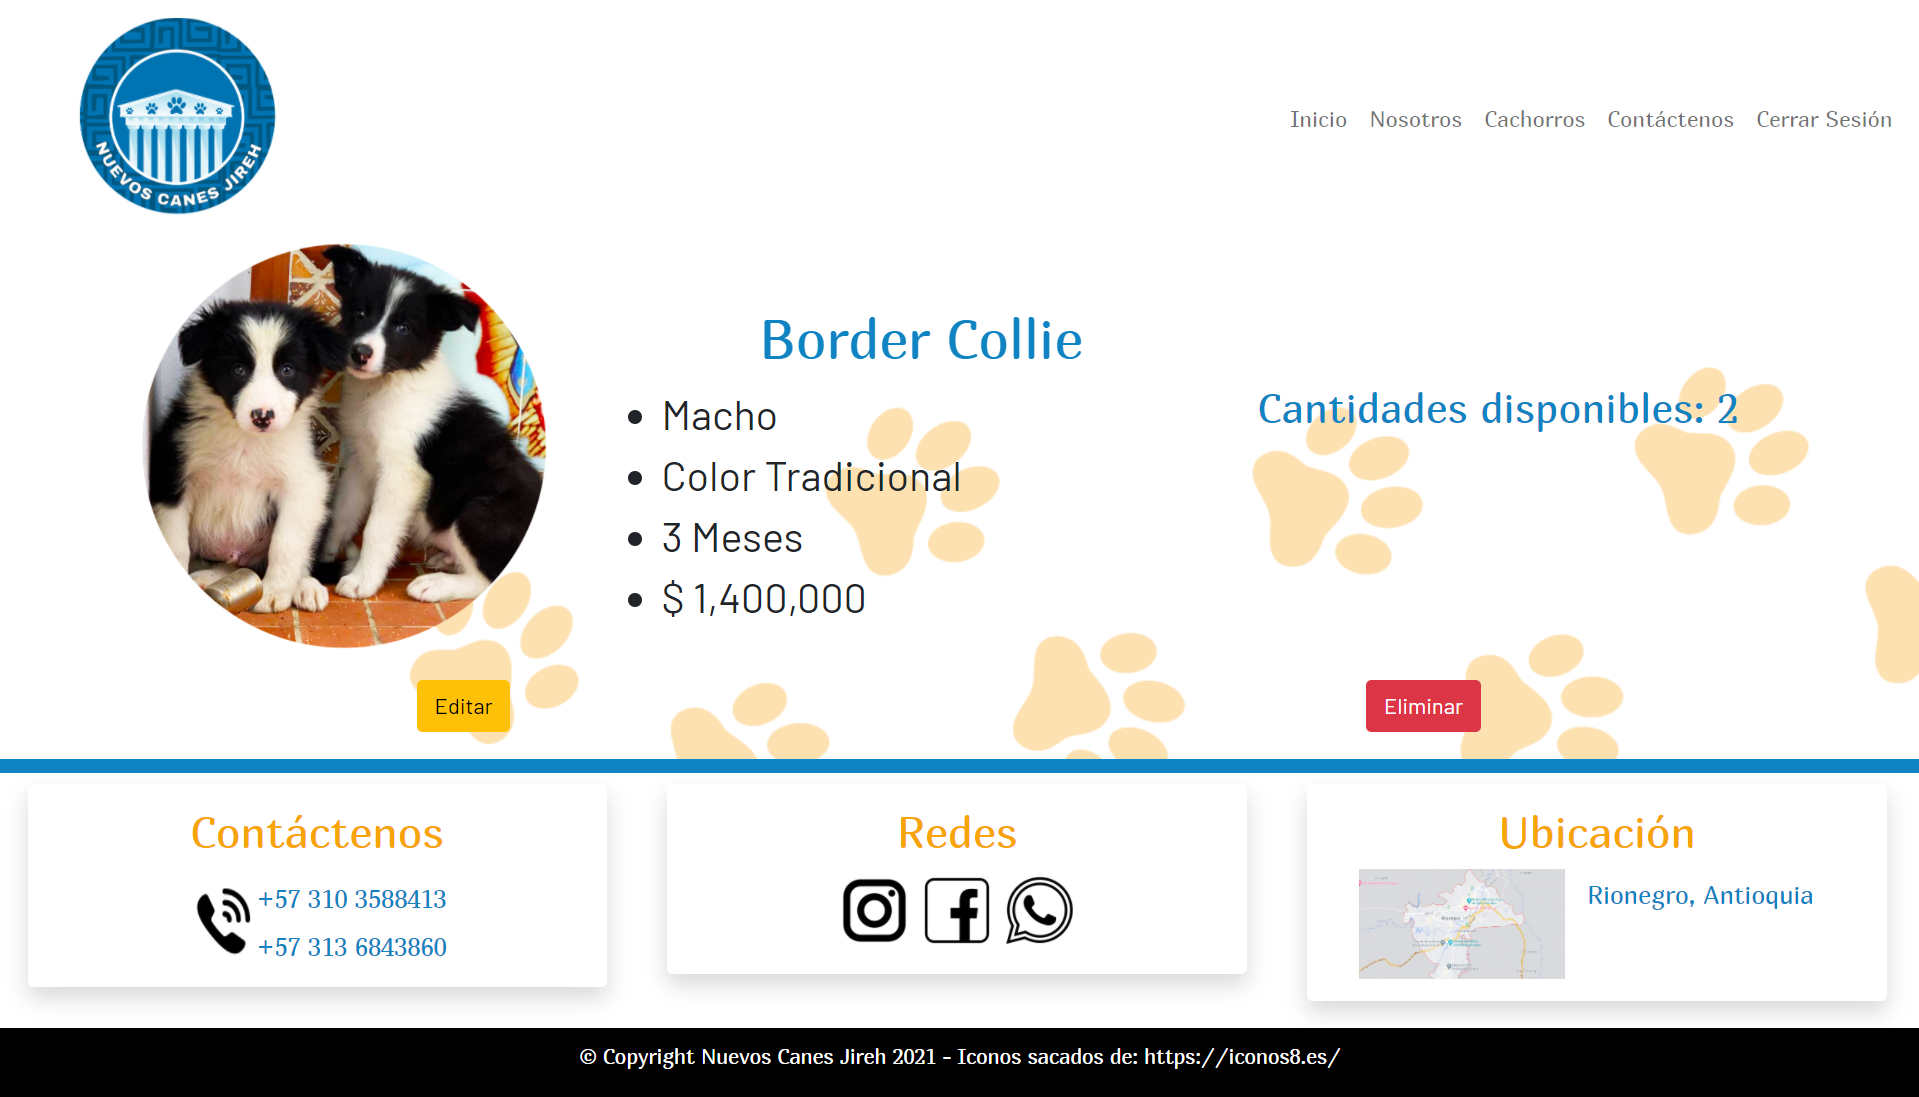 NUEVOS CANES JIREH
Inicio Nosotros Cachorros Contáctenos Cerrar Sesión
Border Collie
Macho
Color Tradicional
3 Meses
$ 1,400,000
Cantidades disponibles: 2
Editar
Eliminar
Contáctenos
+57 310 3588413
+57 313 6843860
Redes
Ubicación
Rionegro, Antioquia
© Copyright Nuevos Canes Jireh 2021 - Iconos sacados de: https://iconos8.es/